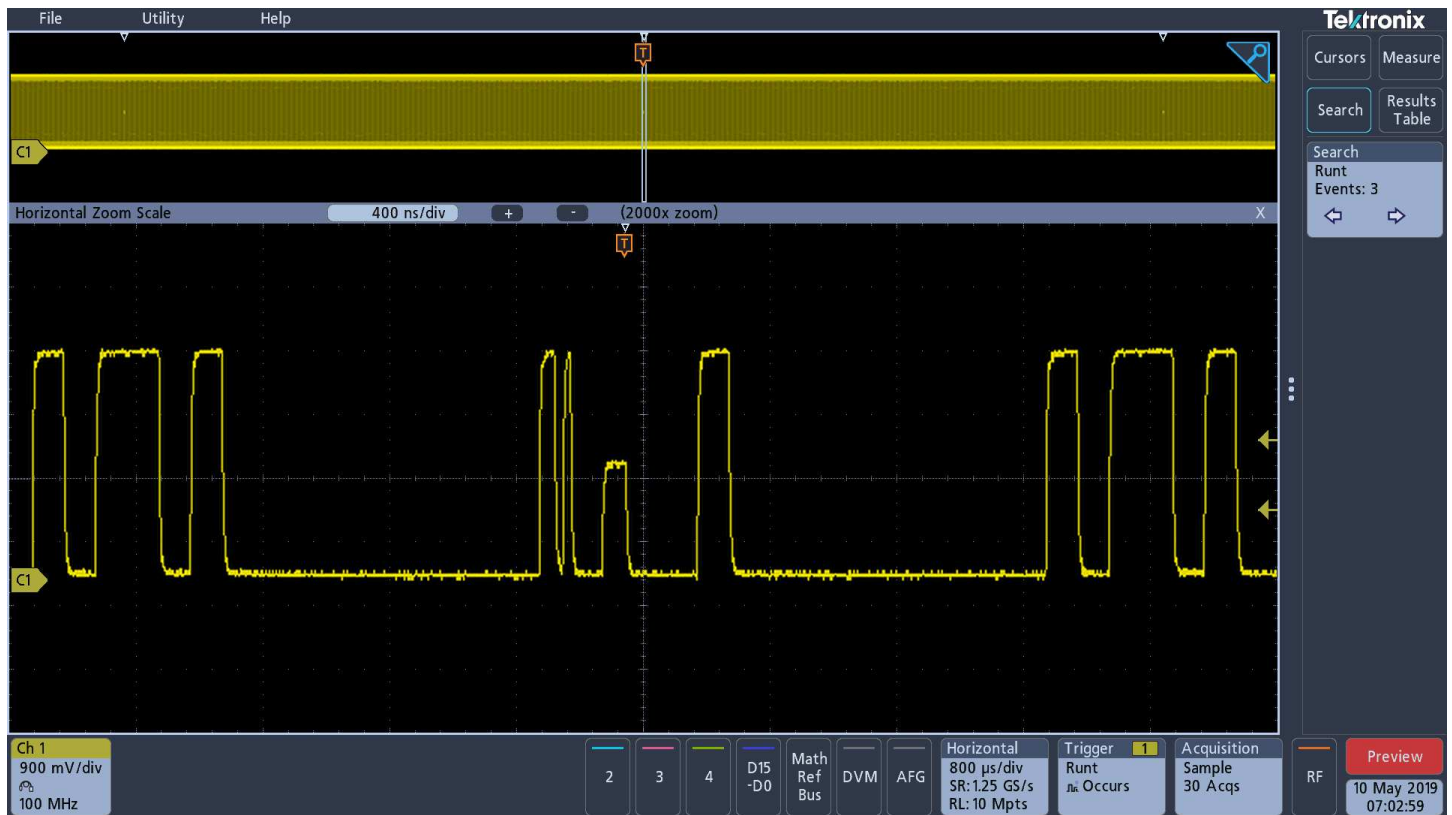 File Utility Help
Tektronix
T
Cursors Measure
Search Results Table
C1
Search
Runt
Events: 3
Horizontal Zoom Scale 400 ns/div + - (2000x zoom) X
T
C1
Ch 1
900 mV/div
100 MHz
2
3
4
D15
-D0
Math
Ref
Bus
DVM
AFG
Horizontal
800 µs/div
SR: 1.25 GS/s
RL: 10 Mpts
Trigger 1
Runt
Occurs
Acquisition
Sample
30 Acqs
RF
Preview
10 May 2019
07:02:59